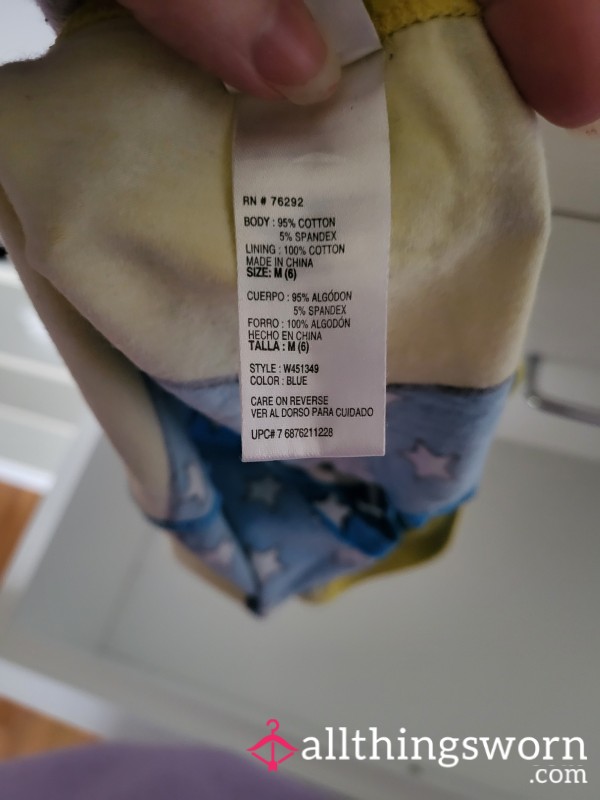 RN # 76292
BODY : 95% COTTON
5% SPANDEX
LINING : 100% COTTON
MADE IN CHINA
SIZE: M (6)
CUERPO : 95% ALGÓDON
5% SPANDEX
FORRO : 100% ALGODÓN
HECHO EN CHINA
TALLA : M (6)
STYLE : W451349
COLOR : BLUE
CARE ON REVERSE
VER AL DORSO PARA CUIDADO
UPC# 7 6876211228
allthingsworn
.com